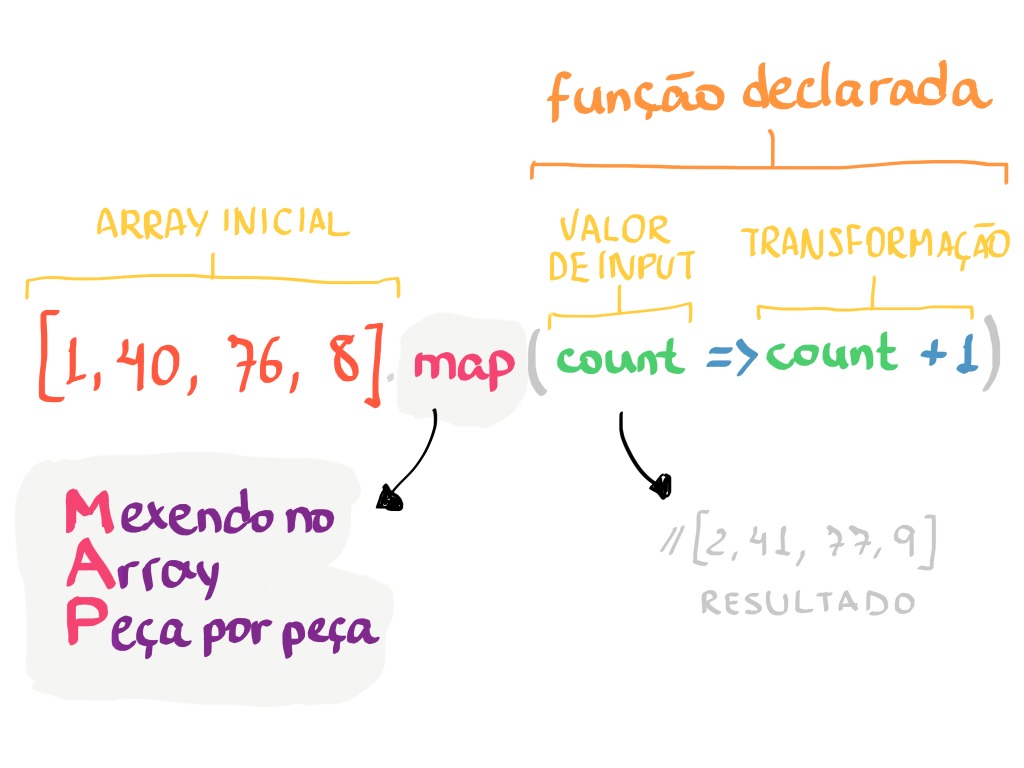 função declarada
ARRAY INICIAL
VALOR
DE INPUT
TRANSFORMAÇÃO
[1, 40, 76, 8].map(count => count +1)
Mexendo no
Array
Peça por peça
//[2, 41, 77, 9]
RESULTADO